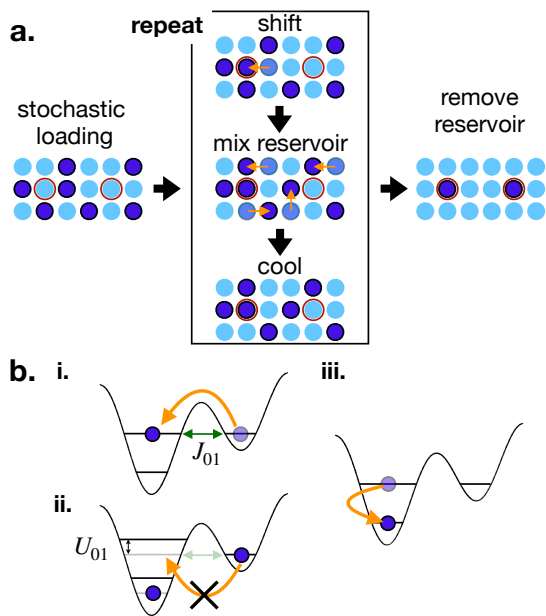 a.
repeat
shift
stochastic
loading
mix reservoir
remove
reservoir
cool
b.
i.
J₀₁
ii.
U₀₁
iii.